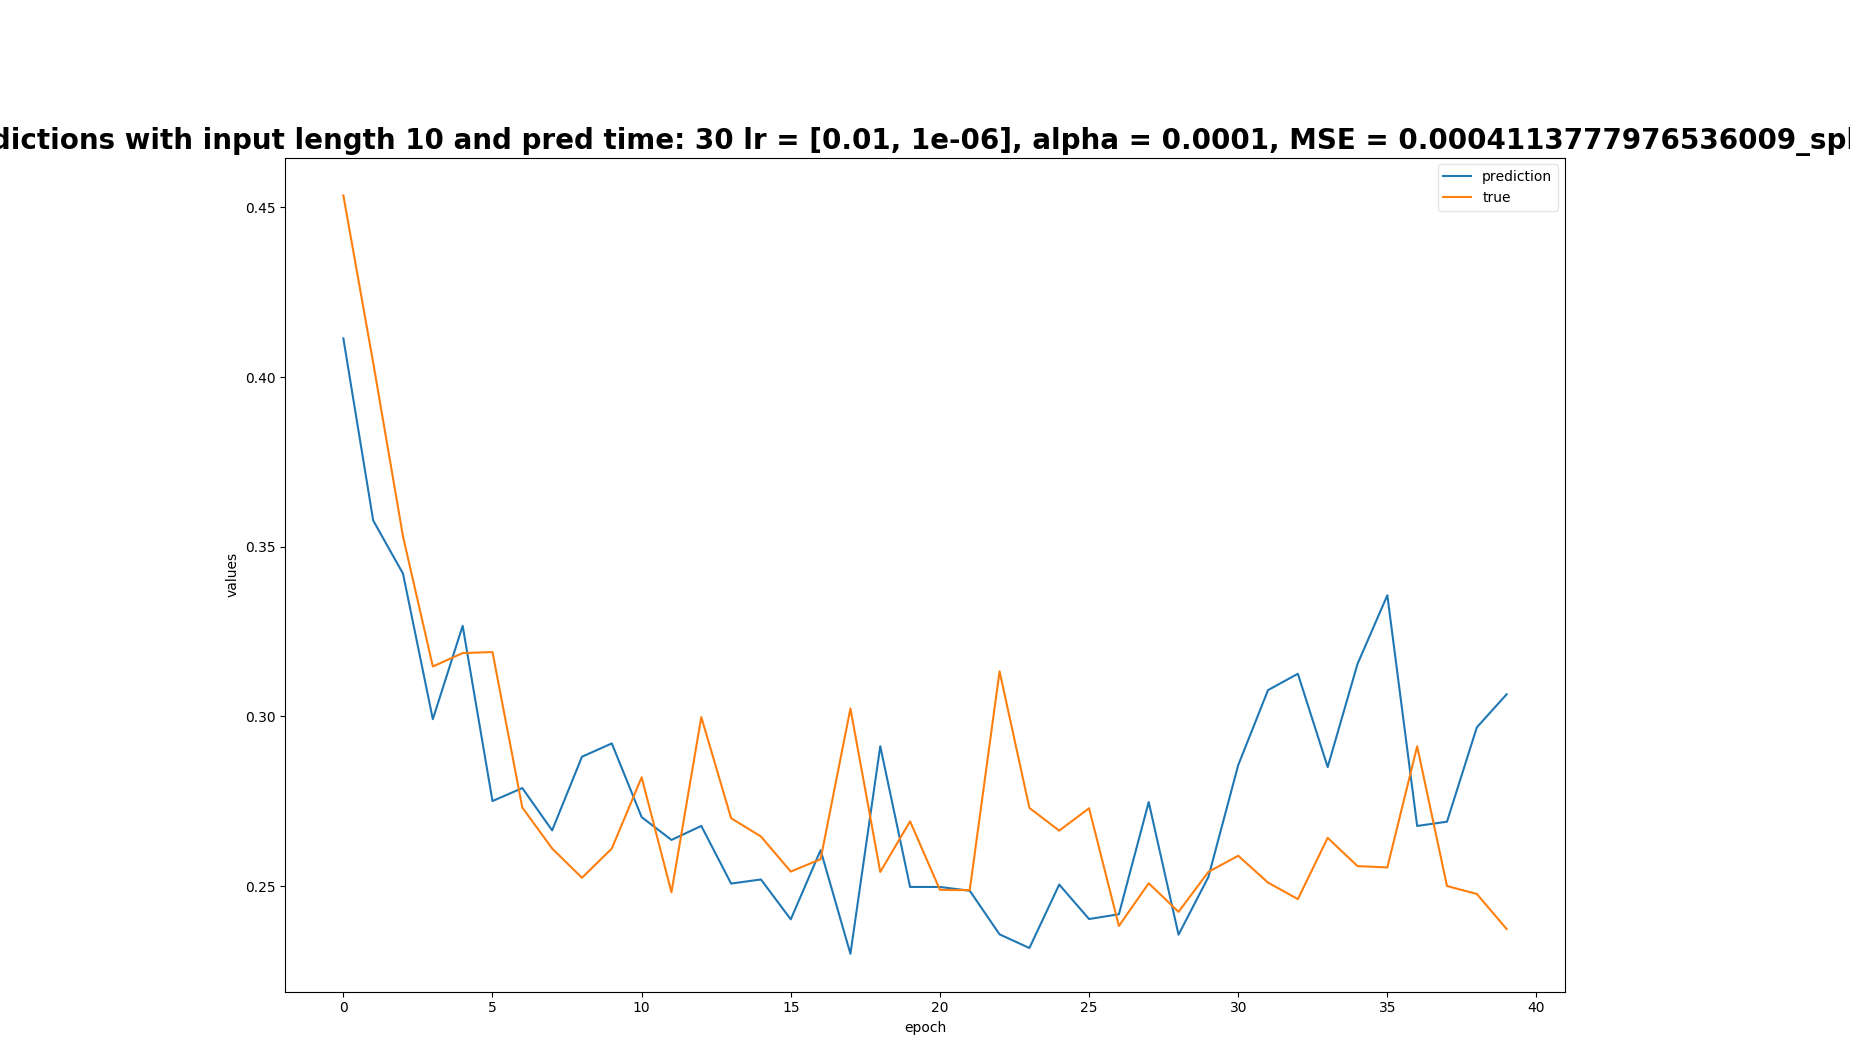 dictions with input length 10 and pred time: 30 lr = [0.01, 1e-06], alpha = 0.0001, MSE = 0.0004113777976536009_spl
prediction
true
0.45
0.40
0.35
0.30
0.25
values
0
5
10
15
20
25
30
35
40
epoch